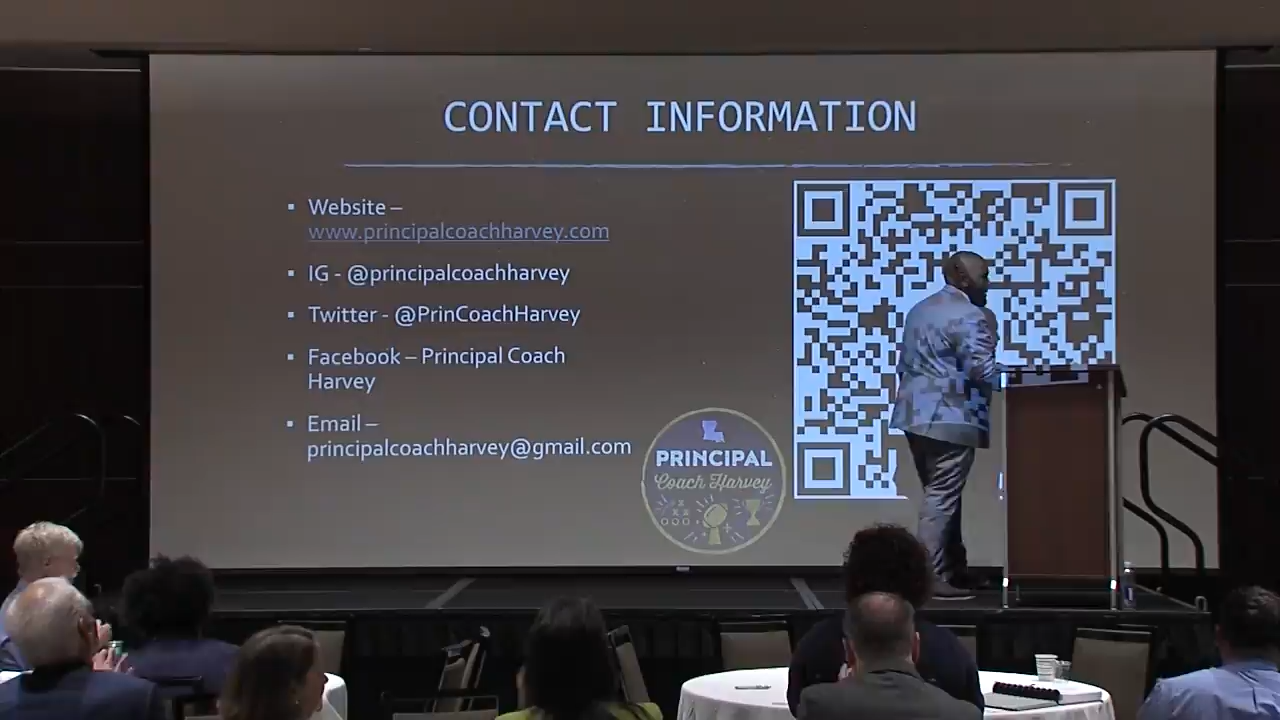 CONTACT INFORMATION
▪ Website –
www.principalcoachharvey.com
▪ IG - @principalcoachharvey
▪ Twitter - @PrinCoachHarvey
▪ Facebook – Principal Coach
Harvey
▪ Email –
principalcoachharvey@gmail.com
PRINCIPAL
Coach Harvey